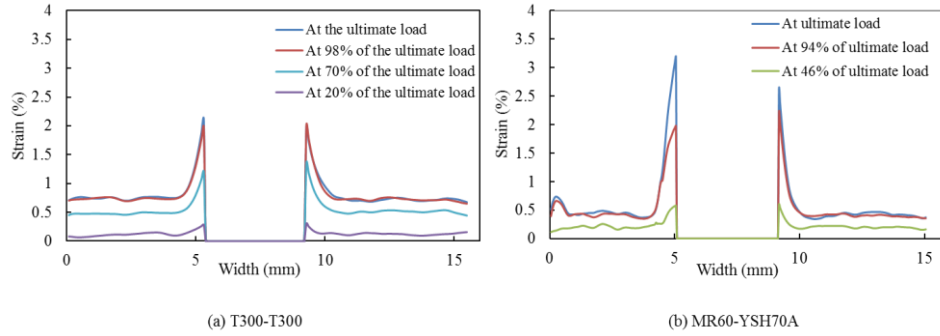 4
3.5
3
2.5
2
1.5
1
0.5
0
Strain (%)
At the ultimate load
At 98% of the ultimate load
At 70% of the ultimate load
At 20% of the ultimate load
0
5
10
15
Width (mm)
(a) T300-T300
4
3.5
3
2.5
2
1.5
1
0.5
0
Strain (%)
At ultimate load
At 94% of ultimate load
At 46% of ultimate load
0
5
10
15
Width (mm)
(b) MR60-YSH70A